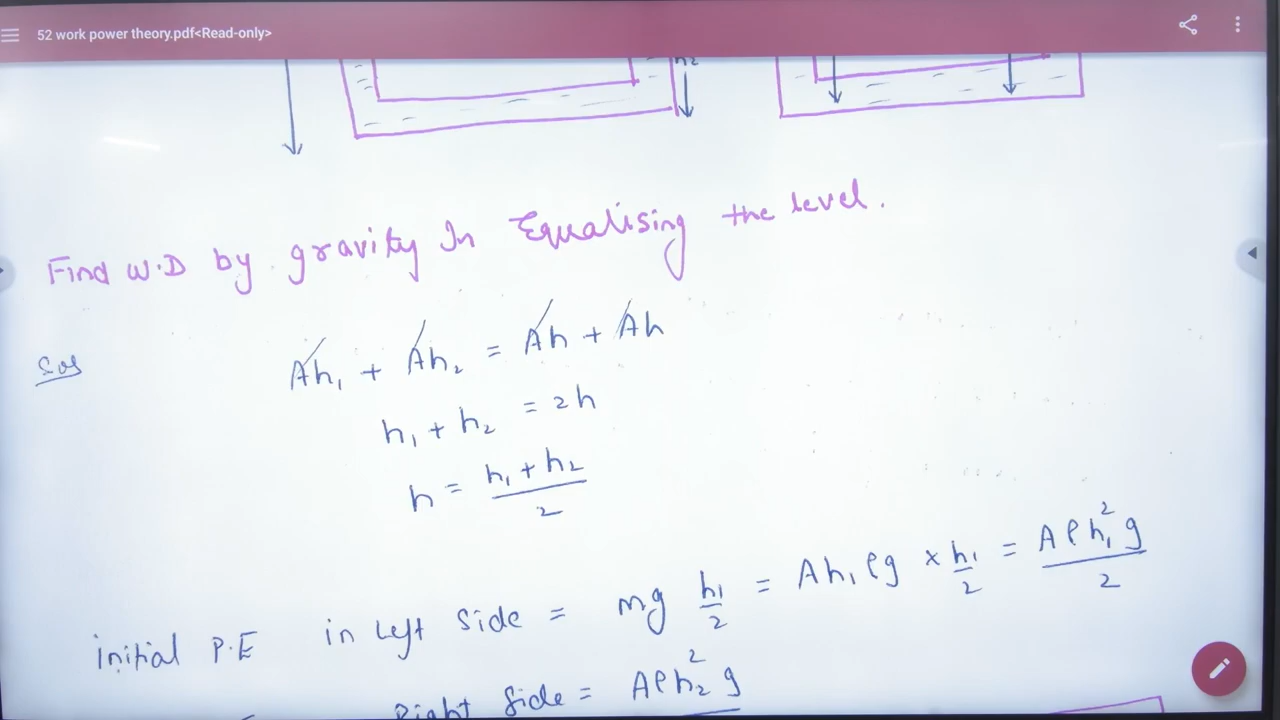 52 work power theory.pdf<Read-only>
h2
Find W.D by gravity In Equalising the level.
Sol
Ah₁ + Ah₂ = Ah + Ah
h₁ + h₂ = 2h
h = h₁ + h₂ / 2
initial P.E in Left Side = mg h₁/2 = Ah₁ρg × h₁/2 = Aρh₁²g / 2
Right Side = Aρh₂²g